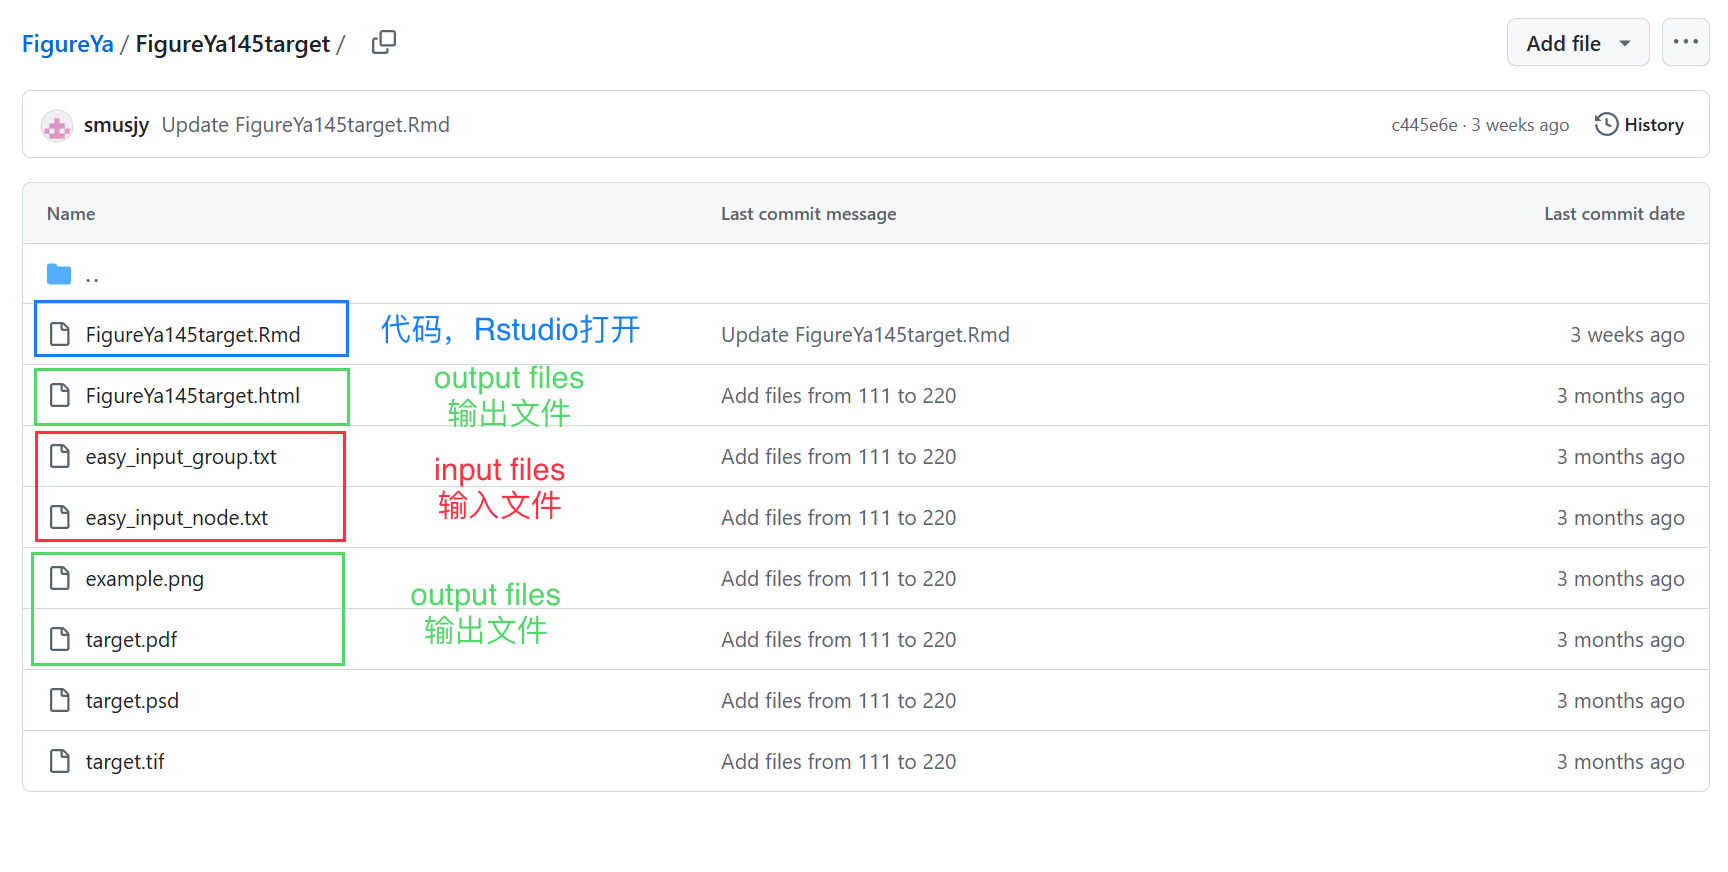 FigureYa / FigureYa145target /
Add file
smusjy Update FigureYa145target.Rmd
c445e6e · 3 weeks ago
History
Name Last commit message Last commit date
..
FigureYa145target.Rmd 代码，Rstudio打开 Update FigureYa145target.Rmd 3 weeks ago
output files
FigureYa145target.html 输出文件 Add files from 111 to 220 3 months ago
easy_input_group.txt input files Add files from 111 to 220 3 months ago
输入文件
easy_input_node.txt Add files from 111 to 220 3 months ago
example.png output files Add files from 111 to 220 3 months ago
输出文件
target.pdf Add files from 111 to 220 3 months ago
target.psd Add files from 111 to 220 3 months ago
target.tif Add files from 111 to 220 3 months ago